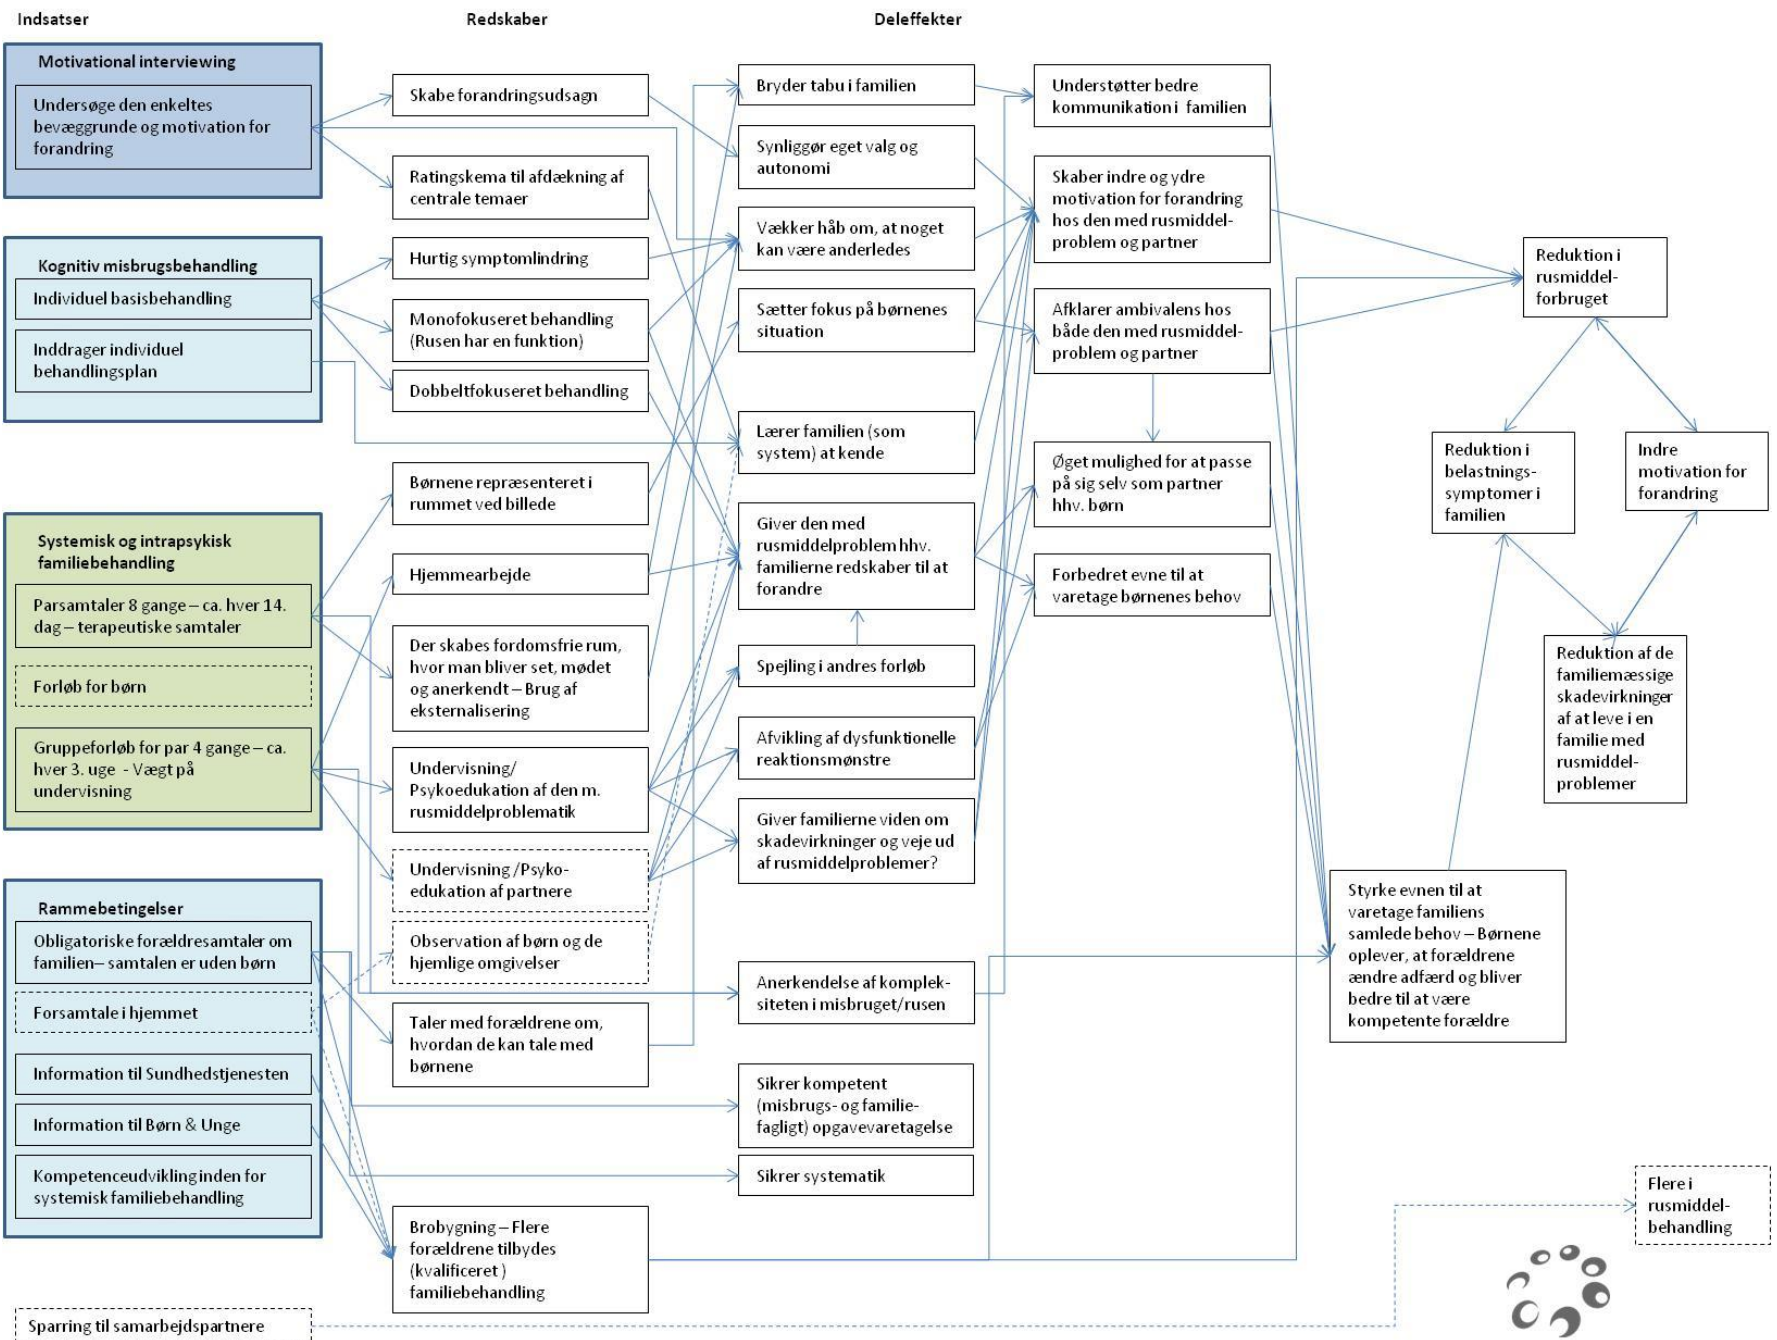 Indsatser
Redskaber
Deleffekter
Motivational interviewing
Undersøge den enkeltes
bevæggrunde og motivation for
forandring
Kognitiv misbrugsbehandling
Individuel basisbehandling
Inddrager individuel
behandlingsplan
Systemisk og intrapsykisk
familiebehandling
Parsamtaler 8 gange – ca. hver 14.
dag – terapeutiske samtaler
Forløb for børn
Gruppeforløb for par 4 gange – ca.
hver 3. uge - Vægt på
undervisning
Rammebetingelser
Obligatoriske forældresamtaler om
familien– samtalen er uden børn
Forsamtale i hjemmet
Information til Sundhedstjenesten
Information til Børn & Unge
Kompetenceudvikling inden for
systemisk familiebehandling
Sparring til samarbejdspartnere
Skabe forandringsudsagn
Ratingskema til afdækning af
centrale temaer
Hurtig symptomlindring
Monofokuseret behandling
(Rusen har en funktion)
Dobbeltfokuseret behandling
Børnene repræsenteret i
rummet ved billede
Hjemmearbejde
Der skabes fordomsfrie rum,
hvor man bliver set, mødet
og anerkendt – Brug af
eksternalisering
Undervisning/
Psykoedukation af den m.
rusmiddelproblematik
Undervisning /Psyko-
edukation af partnere
Observation af børn og de
hjemlige omgivelser
Taler med forældrene om,
hvordan de kan tale med
børnene
Brobygning – Flere
forældrene tilbydes
(kvalificeret )
familiebehandling
Bryder tabu i familien
Synliggør eget valg og
autonomi
Vækker håb om, at noget
kan være anderledes
Sætter fokus på børnenes
situation
Lærer familien (som
system) at kende
Giver den med
rusmiddelproblem hhv.
familierne redskaber til at
forandre
Spejling i andres forløb
Afvikling af dysfunktionelle
reaktionsmønstre
Giver familierne viden om
skadevirkninger og veje ud
af rusmiddelproblemer?
Anerkendelse af komplek-
siteten i misbruget/rusen
Sikrer kompetent
(misbrugs- og familie-
fagligt) opgavevaretagelse
Sikrer systematik
Understøtter bedre
kommunikation i familien
Skaber indre og ydre
motivation for forandring
hos den med rusmiddel-
problem og partner
Afklarer ambivalens hos
både den med rusmiddel-
problem og partner
Øget mulighed for at passe
på sig selv som partner
hhv. børn
Forbedret evne til at
varetage børnenes behov
Reduktion i
rusmiddel-
forbruget
Reduktion i
belastnings-
symptomer i
familien
Indre
motivation for
forandring
Reduktion af de
familiemæssige
skadevirkninger
af at leve i en
familie med
rusmiddel-
problemer
Styrke evnen til at
varetage familiens
samlede behov – Børnene
oplever, at forældrene
ændre adfærd og bliver
bedre til at være
kompetente forældre
Flere i
rusmiddel-
behandling